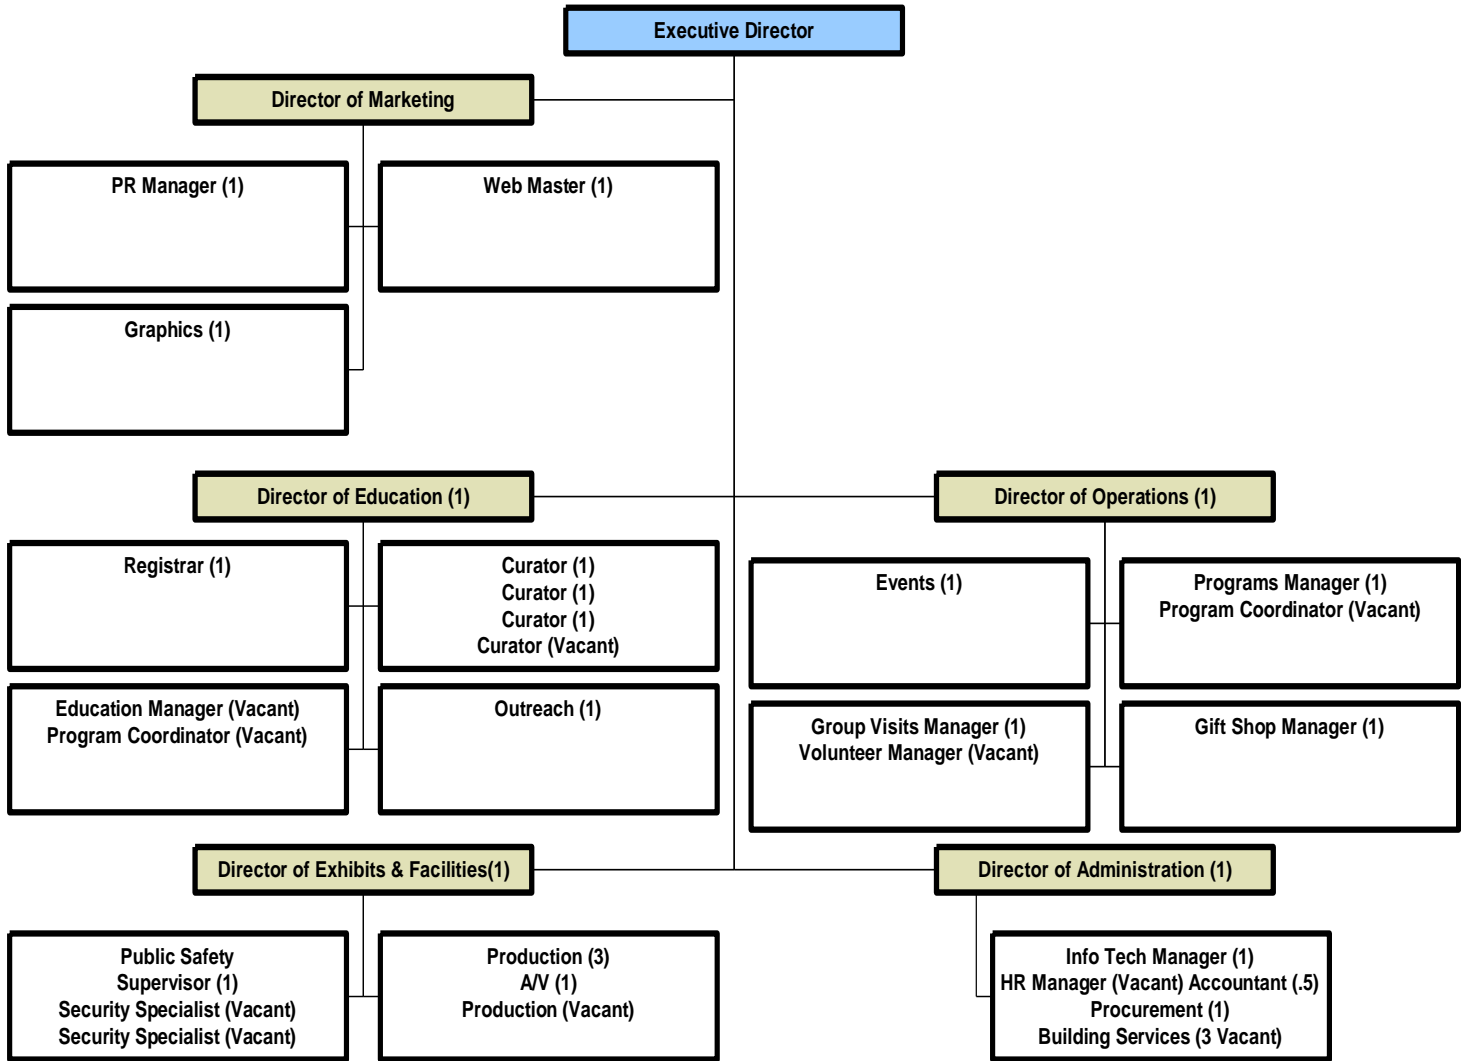 Executive Director
Director of Marketing
PR Manager (1)
Web Master (1)
Graphics (1)
Director of Education (1)
Director of Operations (1)
Registrar (1)
Curator (1)
Curator (1)
Curator (1)
Curator (Vacant)
Events (1)
Programs Manager (1)
Program Coordinator (Vacant)
Education Manager (Vacant)
Program Coordinator (Vacant)
Outreach (1)
Group Visits Manager (1)
Volunteer Manager (Vacant)
Gift Shop Manager (1)
Director of Exhibits & Facilities(1)
Director of Administration (1)
Public Safety
Supervisor (1)
Security Specialist (Vacant)
Security Specialist (Vacant)
Production (3)
A/V (1)
Production (Vacant)
Info Tech Manager (1)
HR Manager (Vacant) Accountant (.5)
Procurement (1)
Building Services (3 Vacant)